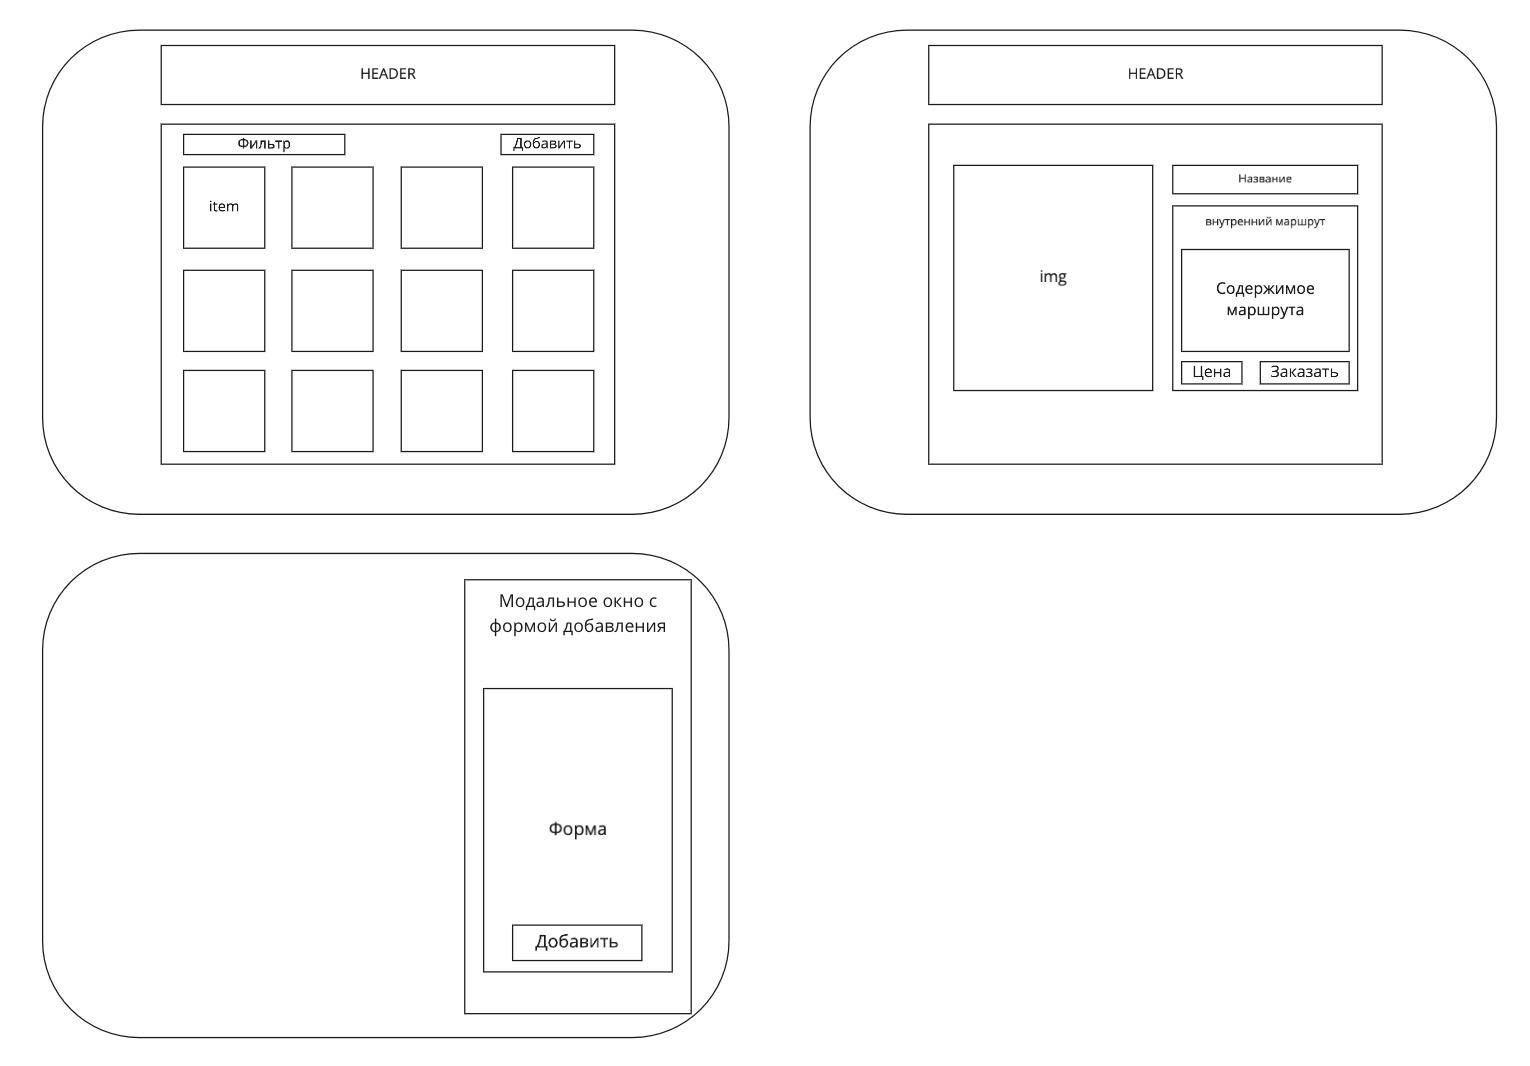 HEADER
Фильтр
Добавить
item
HEADER
img
Название
внутренний маршрут
Содержимое
маршрута
Цена
Заказать
Модальное окно с
формой добавления
Форма
Добавить